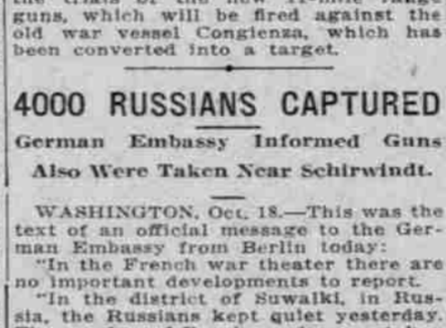 guns, which will be fired against the
old war vessel Congienza, which has
been converted into a target.
4000 RUSSIANS CAPTURED
German Embassy Informed Guns
Also Were Taken Near Schirwindt.
WASHINGTON, Oct. 18.—This was the
text of an official message to the Ger-
man Embassy from Berlin today:
"In the French war theater there are
no important developments to report.
"In the district of Suwalki, in Rus-
sia, the Russians kept quiet yesterday.